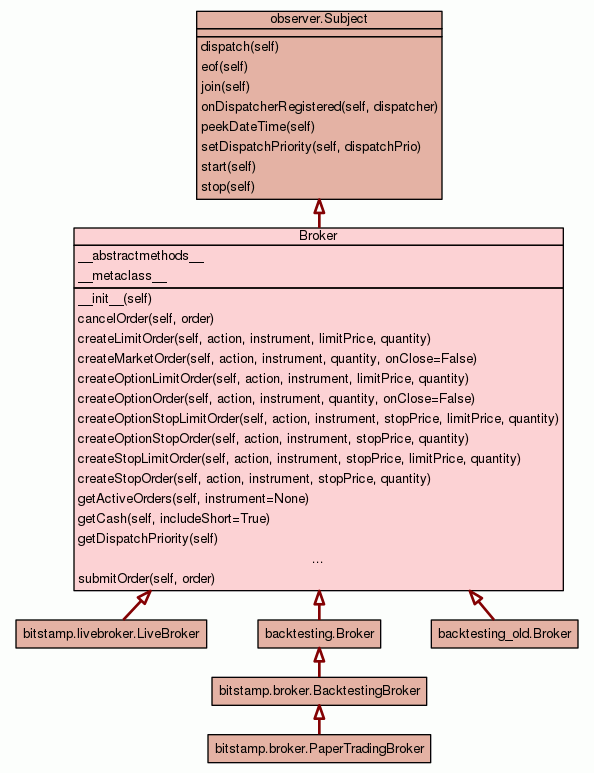 observer.Subject
dispatch(self)
eof(self)
join(self)
onDispatcherRegistered(self, dispatcher)
peekDateTime(self)
setDispatchPriority(self, dispatchPrio)
start(self)
stop(self)
Broker
__abstractmethods__
__metaclass__
__init__(self)
cancelOrder(self, order)
createLimitOrder(self, action, instrument, limitPrice, quantity)
createMarketOrder(self, action, instrument, quantity, onClose=False)
createOptionLimitOrder(self, action, instrument, limitPrice, quantity)
createOptionOrder(self, action, instrument, quantity, onClose=False)
createOptionStopLimitOrder(self, action, instrument, stopPrice, limitPrice, quantity)
createOptionStopOrder(self, action, instrument, stopPrice, quantity)
createStopLimitOrder(self, action, instrument, stopPrice, limitPrice, quantity)
createStopOrder(self, action, instrument, stopPrice, quantity)
getActiveOrders(self, instrument=None)
getCash(self, includeShort=True)
getDispatchPriority(self)
...
submitOrder(self, order)
bitstamp.livebroker.LiveBroker
backtesting.Broker
backtesting_old.Broker
bitstamp.broker.BacktestingBroker
bitstamp.broker.PaperTradingBroker